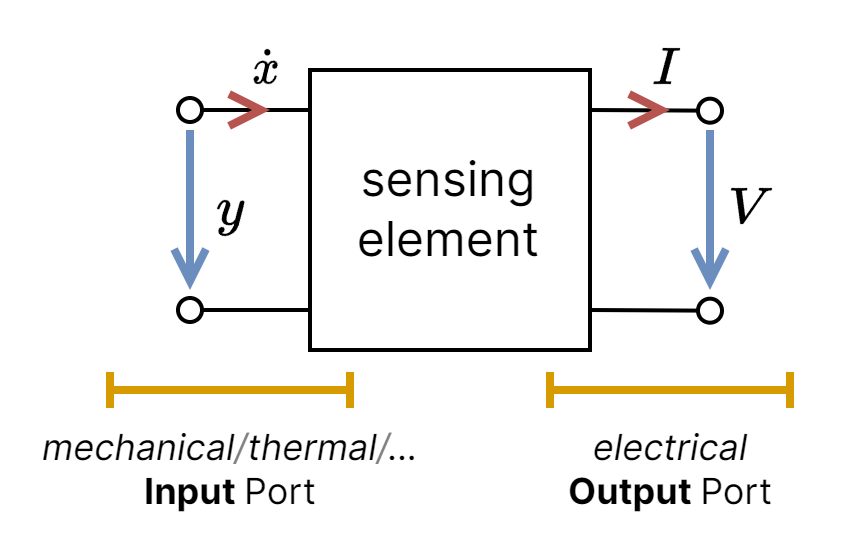 ẋ
I
sensing
element
y
V
mechanical/thermal/...
Input Port
electrical
Output Port